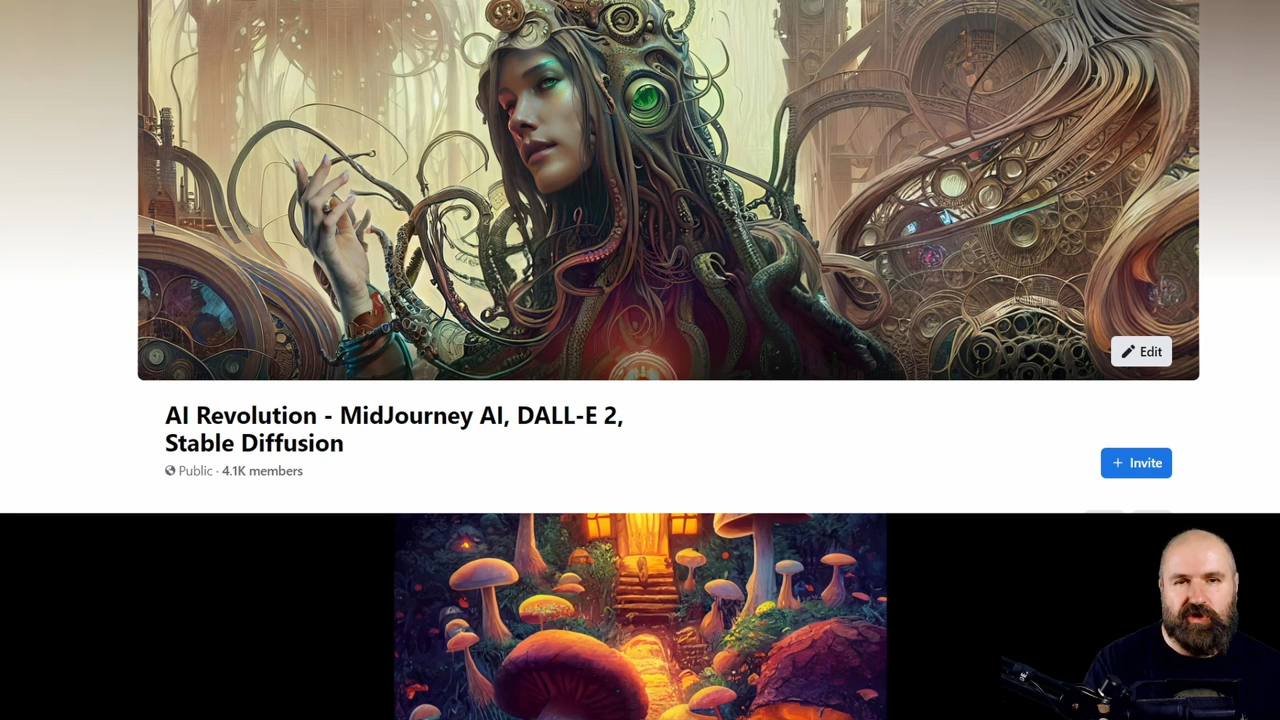 Edit
AI Revolution - MidJourney AI, DALL-E 2,
Stable Diffusion
Public · 4.1K members
+ Invite